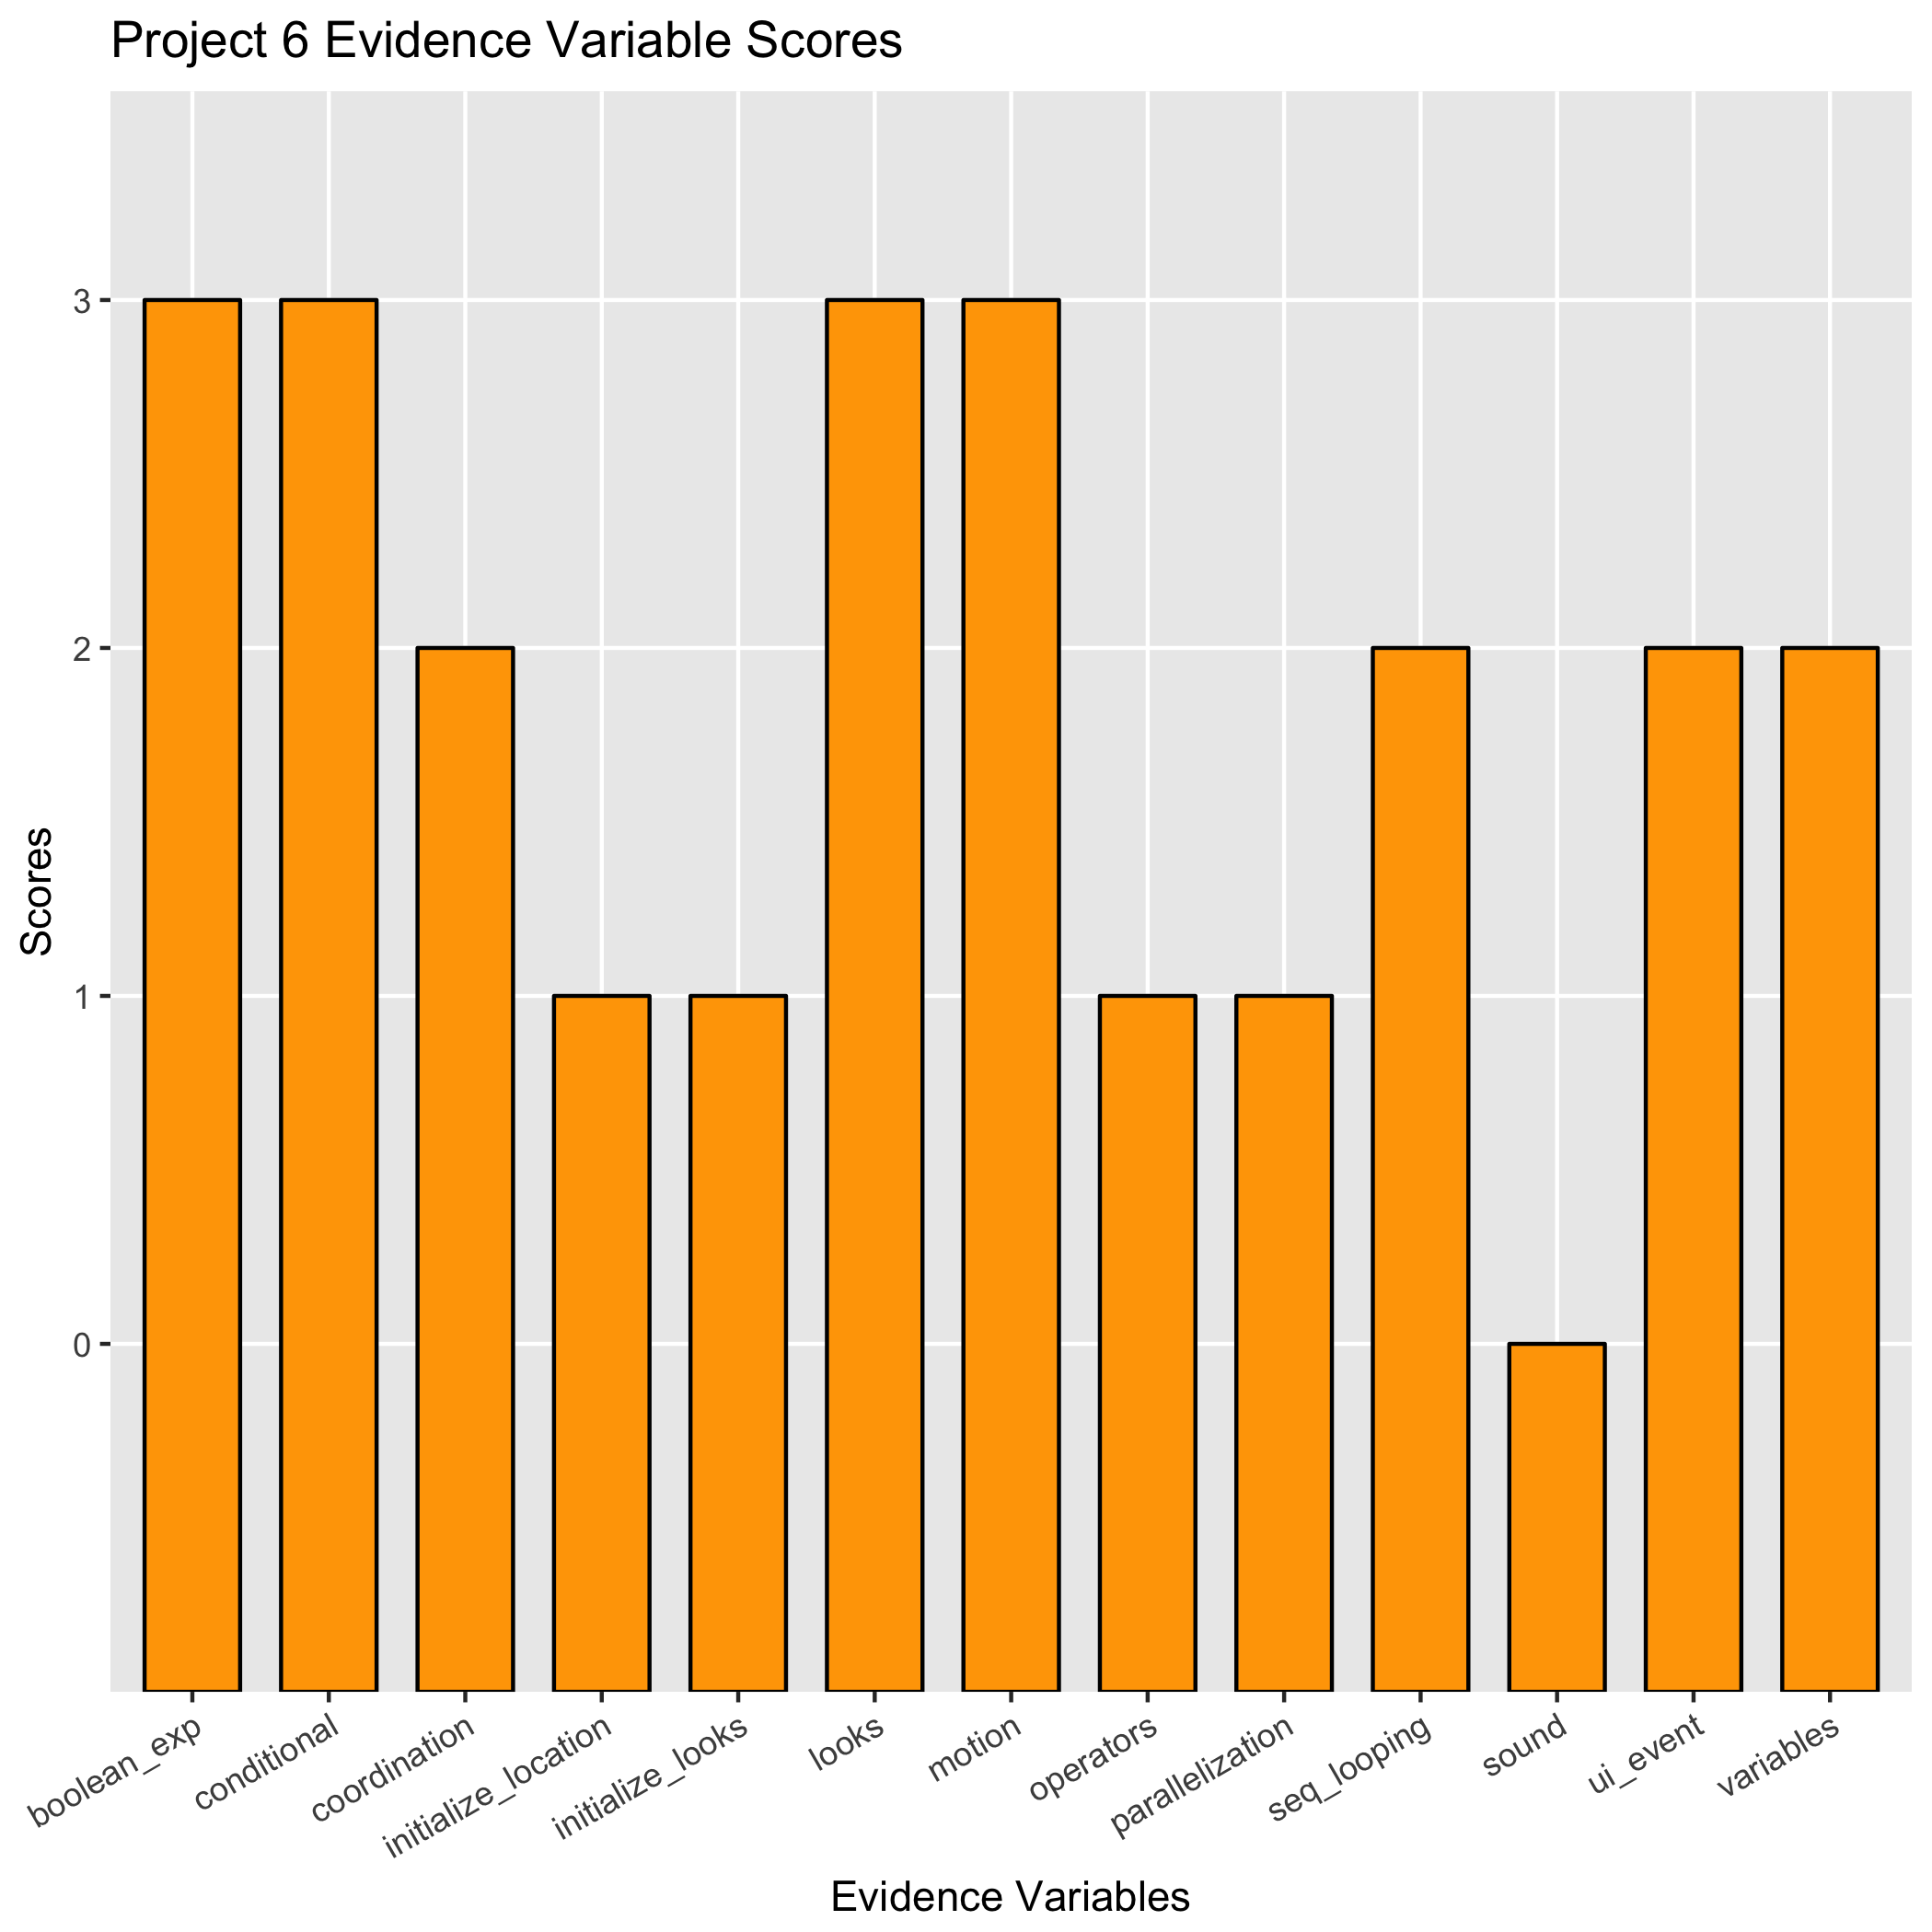 Project 6 Evidence Variable Scores
Scores
3
2
1
0
boolean_exp
conditional
coordination
initialize_location
initialize_looks
looks
motion
operators
parallelization
seq_looping
sound
ui_event
variables
Evidence Variables